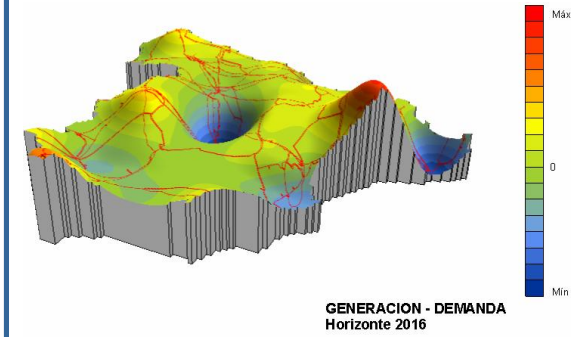 Máx
0
Mín
GENERACION - DEMANDA
Horizonte 2016